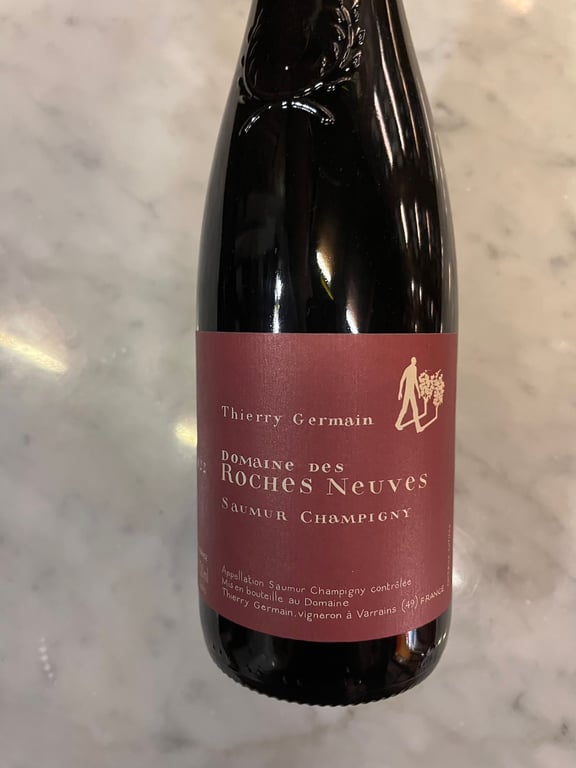 Thierry Germain
Domaine des
Roches Neuves
Saumur Champigny
Appellation Saumur Champigny contrôlée
Mis en bouteille au Domaine
Thierry Germain.vigneron à Varrains (49) FRANCE